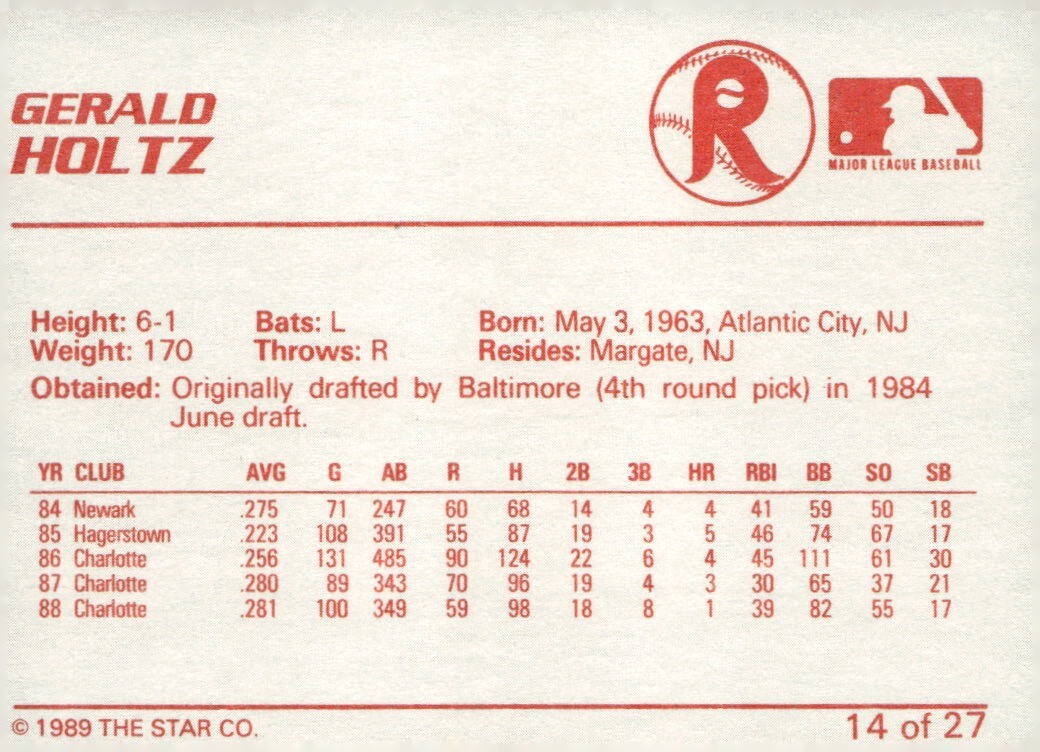 GERALD
HOLTZ
R
MAJOR LEAGUE BASEBALL
Height: 6-1 Bats: L Born: May 3, 1963, Atlantic City, NJ
Weight: 170 Throws: R Resides: Margate, NJ
Obtained: Originally drafted by Baltimore (4th round pick) in 1984
June draft.
YR CLUB AVG G AB R H 2B 3B HR RBI BB SO SB
84 Newark .275 71 247 60 68 14 4 4 41 59 50 18
85 Hagerstown .223 108 391 55 87 19 3 5 46 74 67 17
86 Charlotte .256 131 485 90 124 22 6 4 45 111 61 30
87 Charlotte .280 89 343 70 96 19 4 3 30 65 37 21
88 Charlotte .281 100 349 59 98 18 8 1 39 82 55 17
© 1989 THE STAR CO. 14 of 27